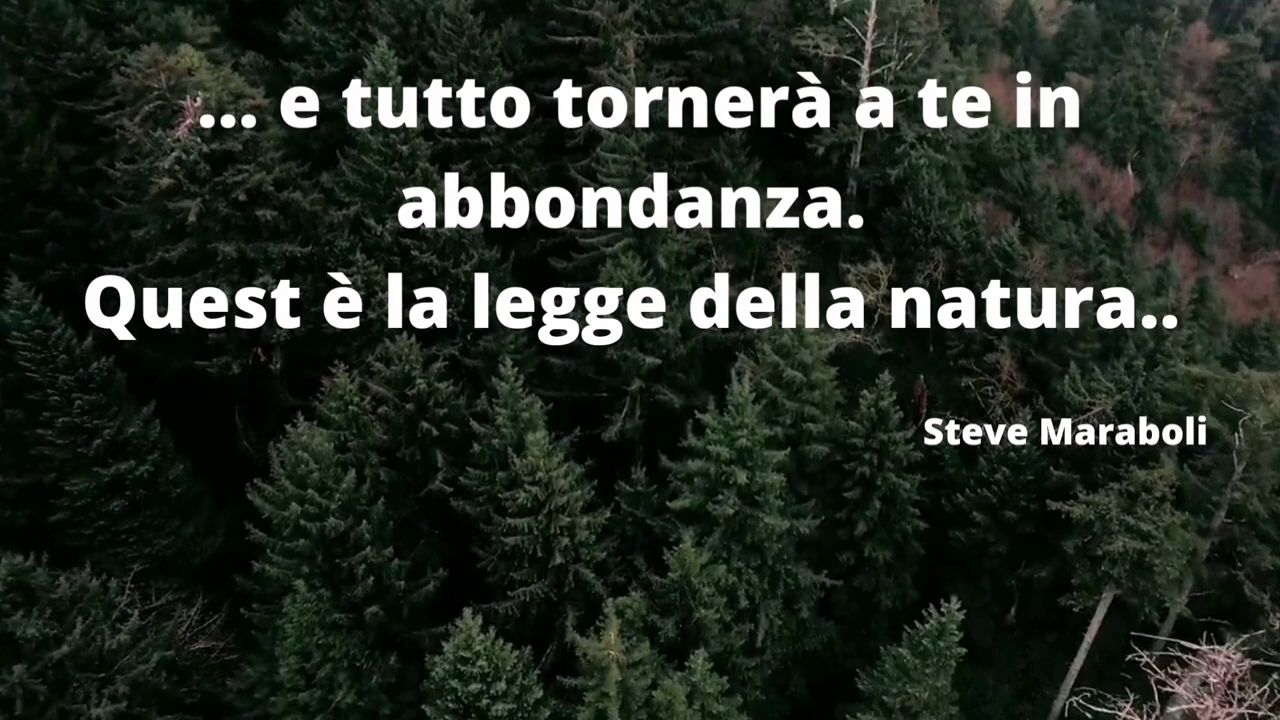 ... e tutto tornerà a te in
abbondanza.
Quest è la legge della natura..
Steve Maraboli